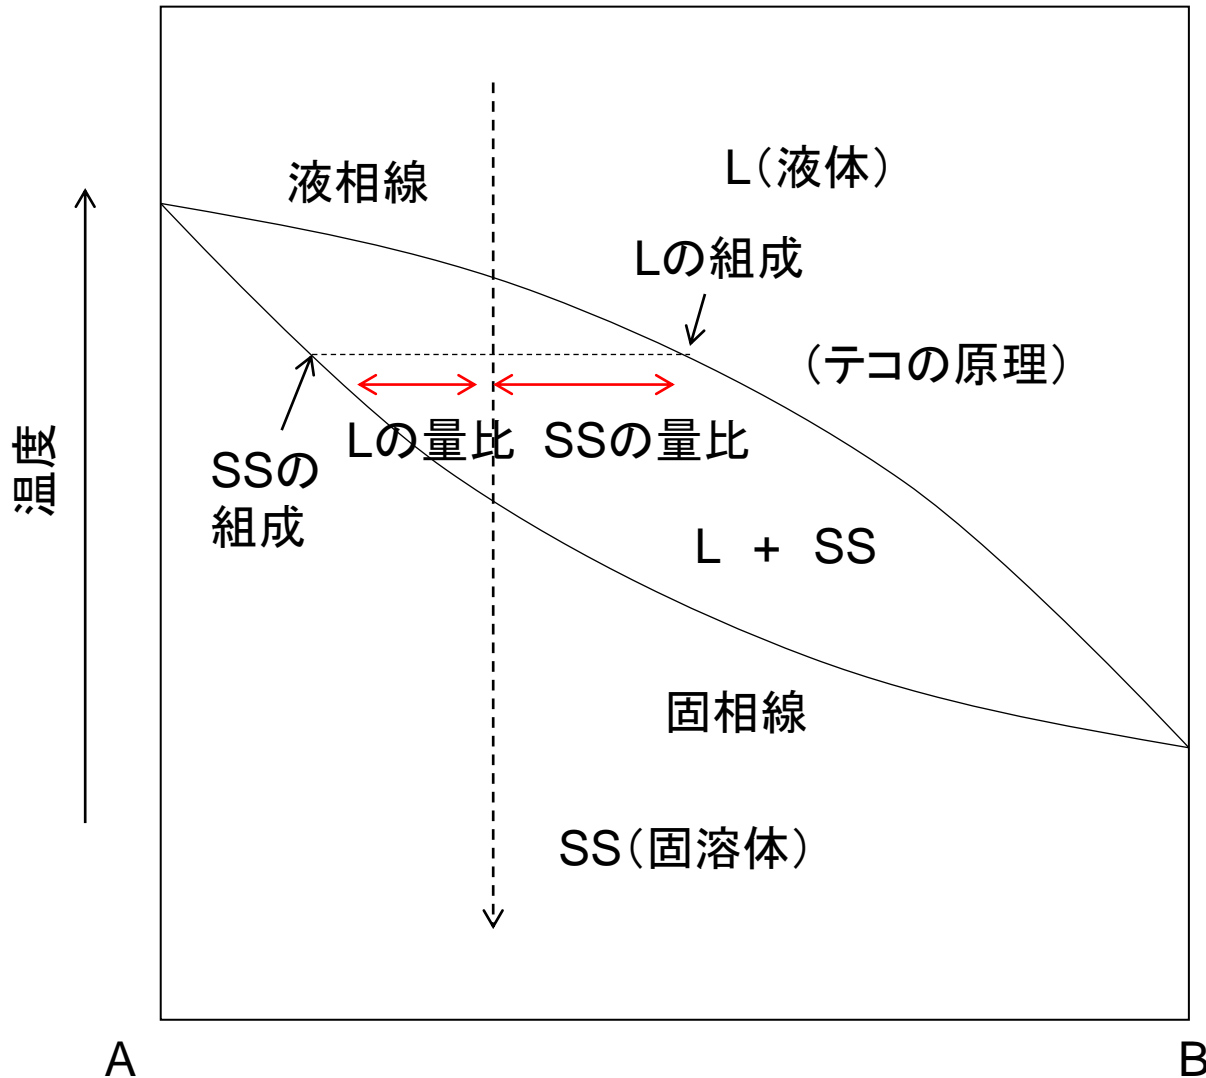 L（液体）
液相線
Lの組成
（テコの原理）
Lの量比
SSの量比
SSの
組成
温度
L + SS
固相線
SS（固溶体）
A
B